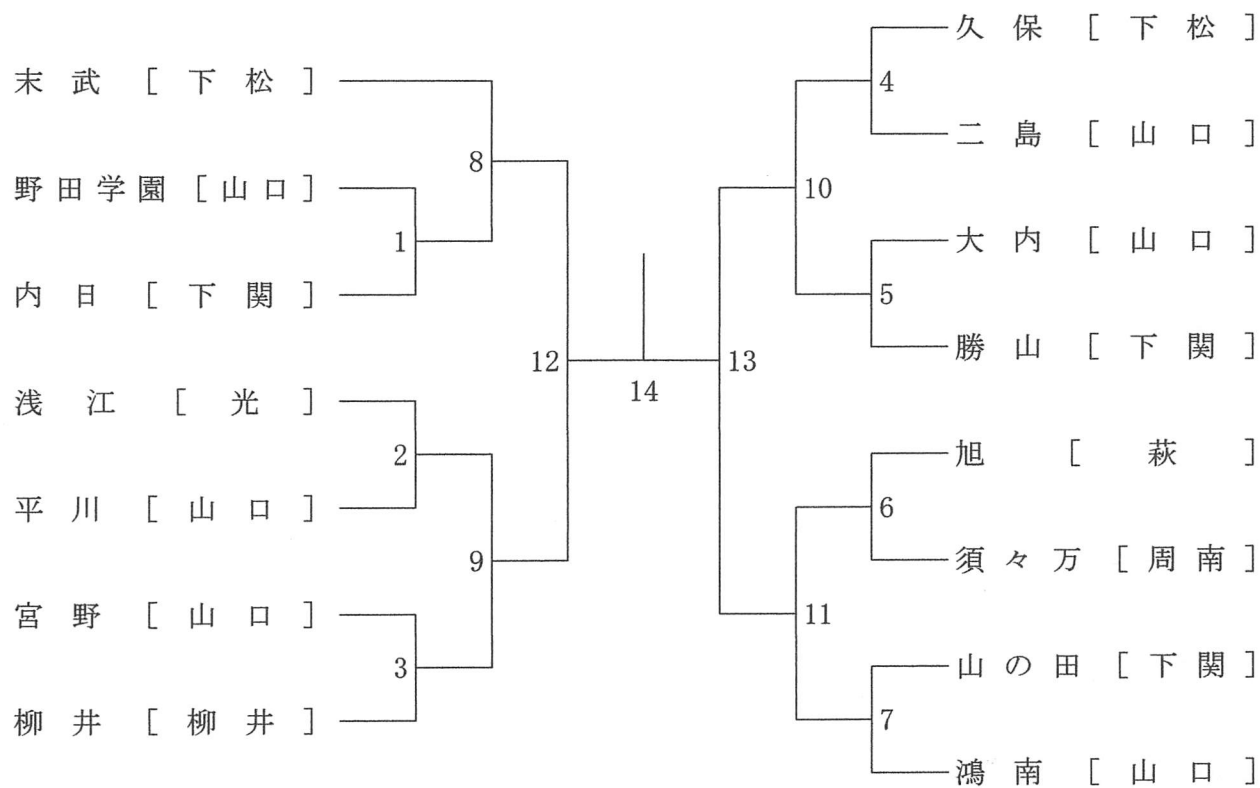 末武 [下松]
野田学園 [山口]
内日 [下関]
浅江 [光]
平川 [山口]
宮野 [山口]
柳井 [柳井]
8
1
2
9
3
12
14
13
10
4
5
6
11
7
久保 [下松]
二島 [山口]
大内 [山口]
勝山 [下関]
旭 [萩]
須々万 [周南]
山の田 [下関]
鴻南 [山口]